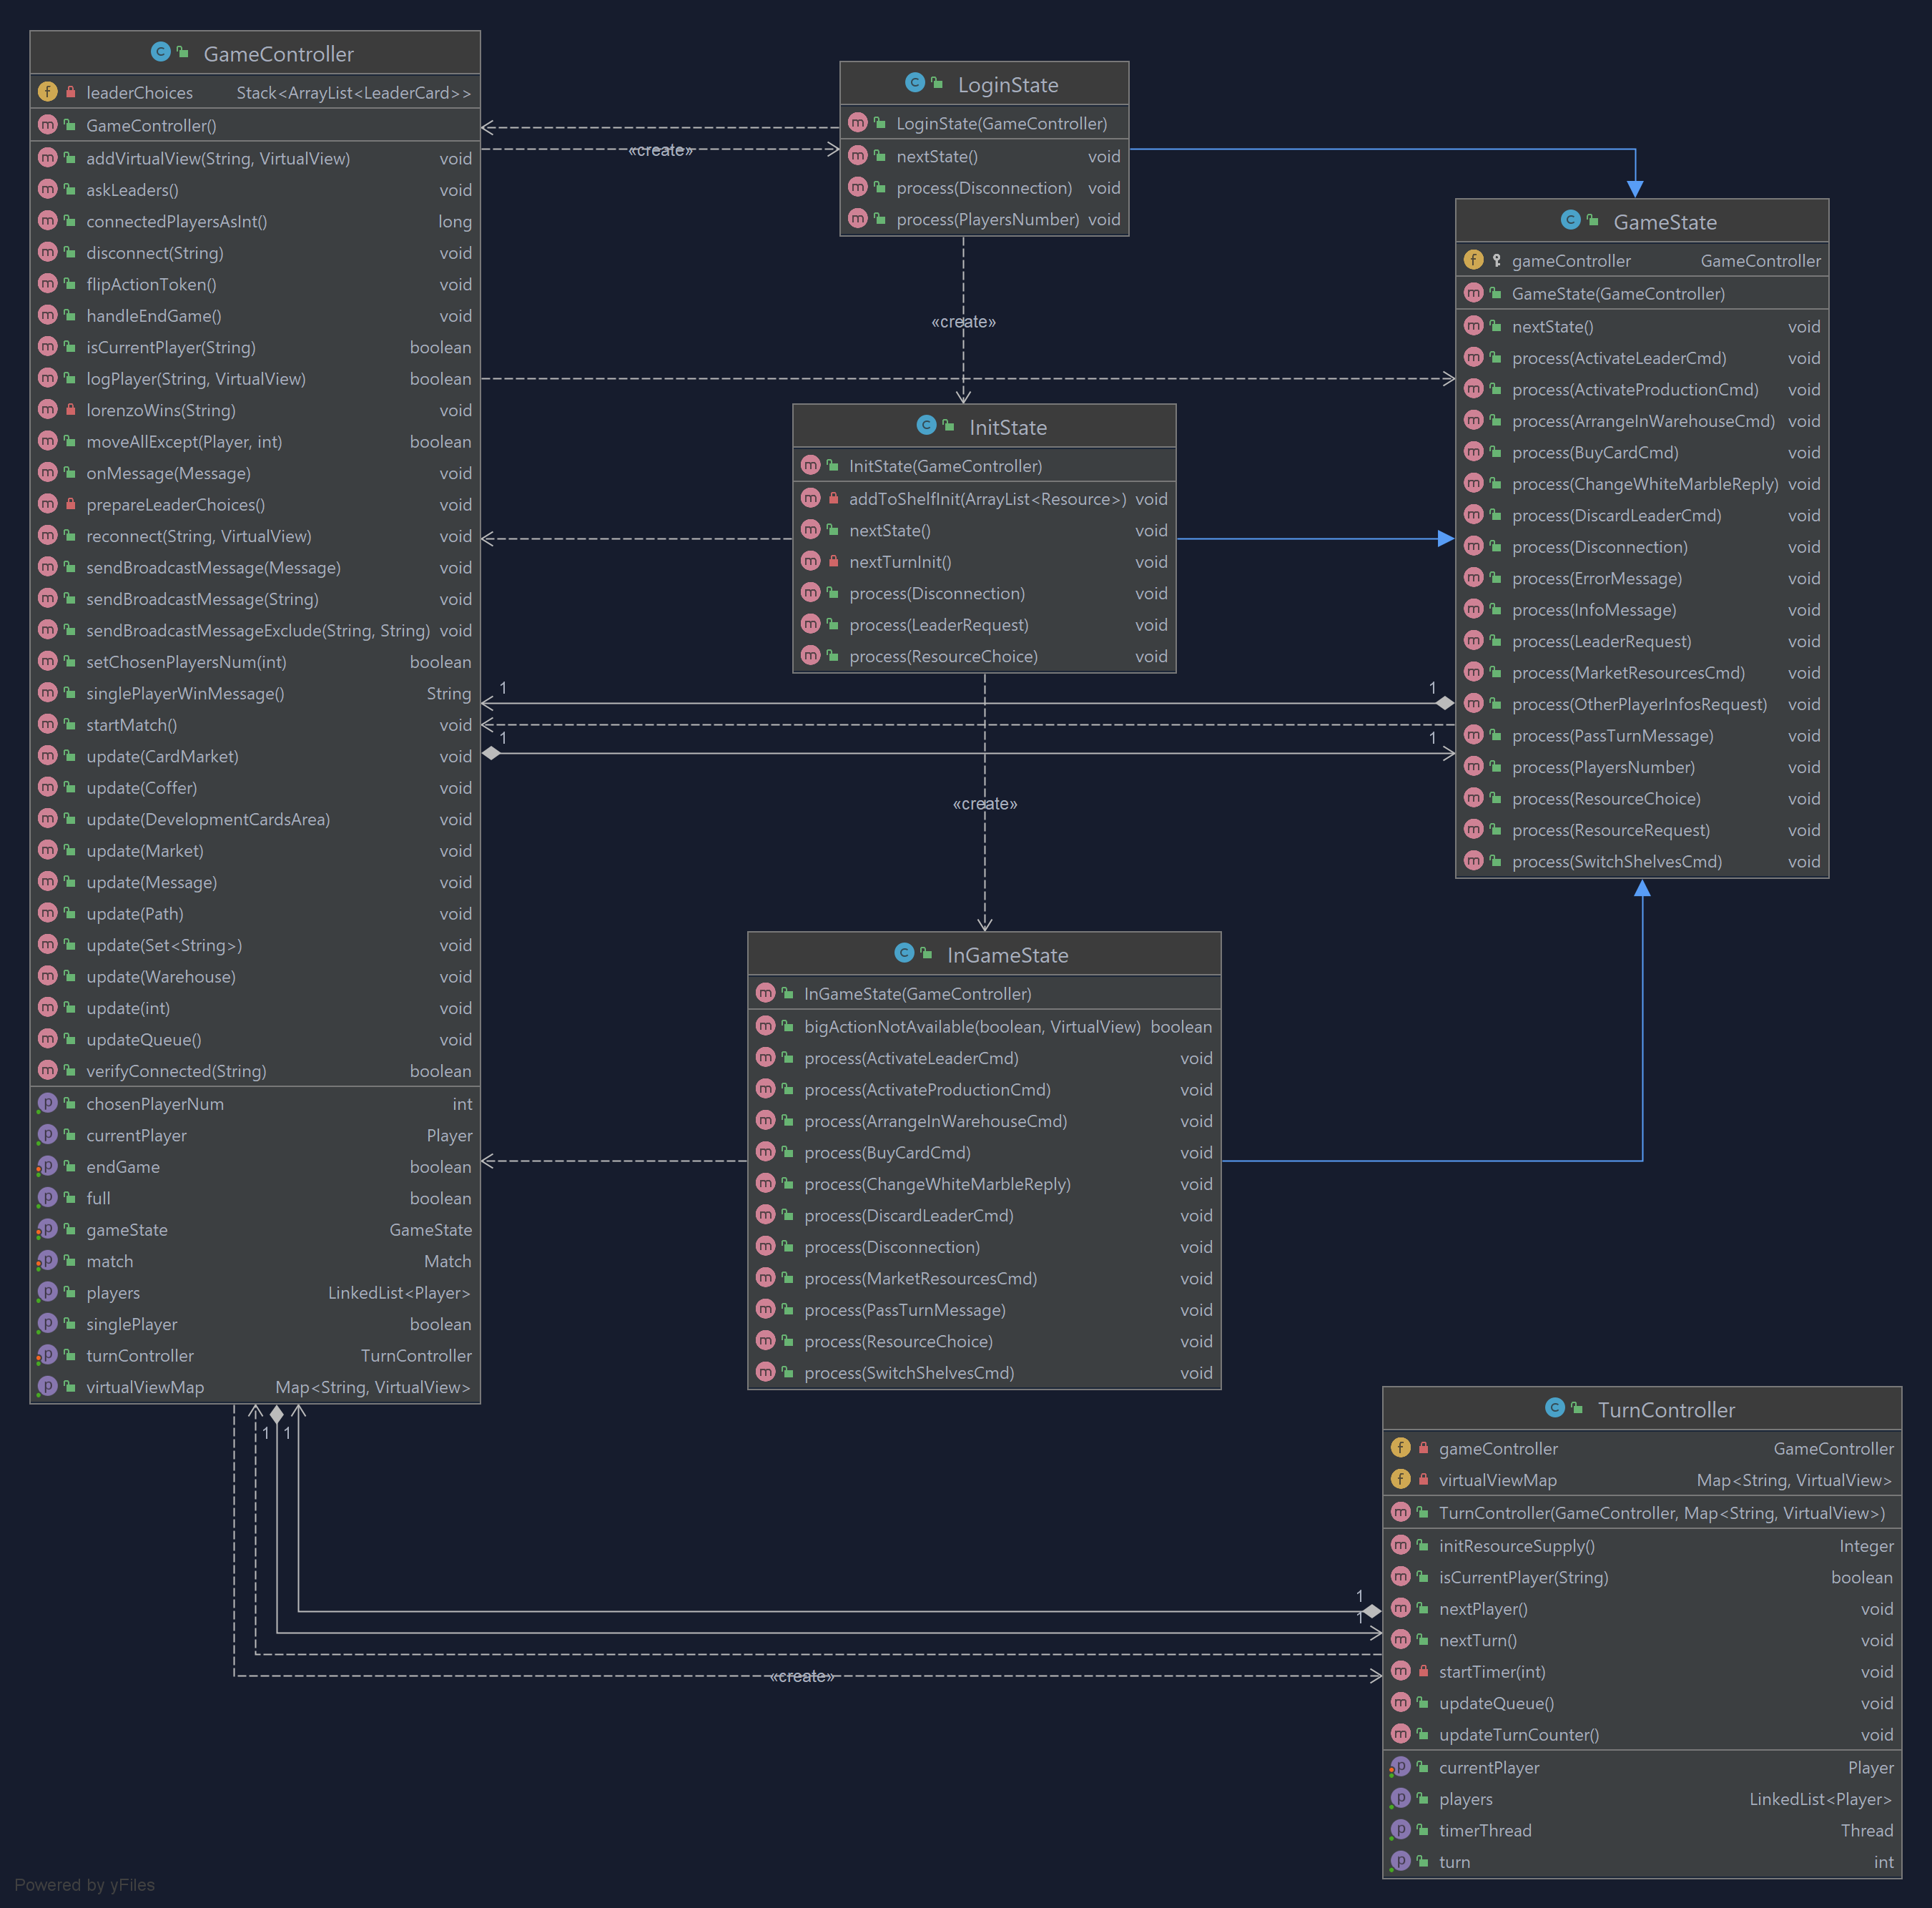 GameController
leaderChoices Stack<ArrayList<LeaderCard>>
GameController()
addVirtualView(String, VirtualView) void
askLeaders() void
connectedPlayersAsInt() long
disconnect(String) void
flipActionToken() void
handleEndGame() void
isCurrentPlayer(String) boolean
logPlayer(String, VirtualView) boolean
lorenzoWins(String) void
moveAllExcept(Player, int) boolean
onMessage(Message) void
prepareLeaderChoices() void
reconnect(String, VirtualView) void
sendBroadcastMessage(Message) void
sendBroadcastMessage(String) void
sendBroadcastMessageExclude(String, String) void
setChosenPlayersNum(int) boolean
singlePlayerWinMessage() String
startMatch() void
update(CardMarket) void
update(Coffer) void
update(DevelopmentCardsArea) void
update(Market) void
update(Message) void
update(Path) void
update(Set<String>) void
update(Warehouse) void
update(int) void
updateQueue() void
verifyConnected(String) boolean
chosenPlayerNum int
currentPlayer Player
endGame boolean
full boolean
gameState GameState
match Match
players LinkedList<Player>
singlePlayer boolean
turnController TurnController
virtualViewMap Map<String, VirtualView>
«create»
LoginState
LoginState(GameController)
nextState() void
process(Disconnection) void
process(PlayersNumber) void
«create»
InitState
InitState(GameController)
addToShelfInit(ArrayList<Resource>) void
nextState() void
nextTurnInit() void
process(Disconnection) void
process(LeaderRequest) void
process(ResourceChoice) void
1
1
1
1
«create»
InGameState
InGameState(GameController)
bigActionNotAvailable(boolean, VirtualView) boolean
process(ActivateLeaderCmd) void
process(ActivateProductionCmd) void
process(ArrangeInWarehouseCmd) void
process(BuyCardCmd) void
process(ChangeWhiteMarbleReply) void
process(DiscardLeaderCmd) void
process(Disconnection) void
process(MarketResourcesCmd) void
process(PassTurnMessage) void
process(ResourceChoice) void
process(SwitchShelvesCmd) void
GameState
gameController GameController
GameState(GameController)
nextState() void
process(ActivateLeaderCmd) void
process(ActivateProductionCmd) void
process(ArrangeInWarehouseCmd) void
process(BuyCardCmd) void
process(ChangeWhiteMarbleReply) void
process(DiscardLeaderCmd) void
process(Disconnection) void
process(ErrorMessage) void
process(InfoMessage) void
process(LeaderRequest) void
process(MarketResourcesCmd) void
process(OtherPlayerInfosRequest) void
process(PassTurnMessage) void
process(PlayersNumber) void
process(ResourceChoice) void
process(ResourceRequest) void
process(SwitchShelvesCmd) void
TurnController
gameController GameController
virtualViewMap Map<String, VirtualView>
TurnController(GameController, Map<String, VirtualView>)
initResourceSupply() Integer
isCurrentPlayer(String) boolean
nextPlayer() void
nextTurn() void
startTimer(int) void
updateQueue() void
updateTurnCounter() void
currentPlayer Player
players LinkedList<Player>
timerThread Thread
turn int
1 1
1
1
«create»
Powered by yFiles